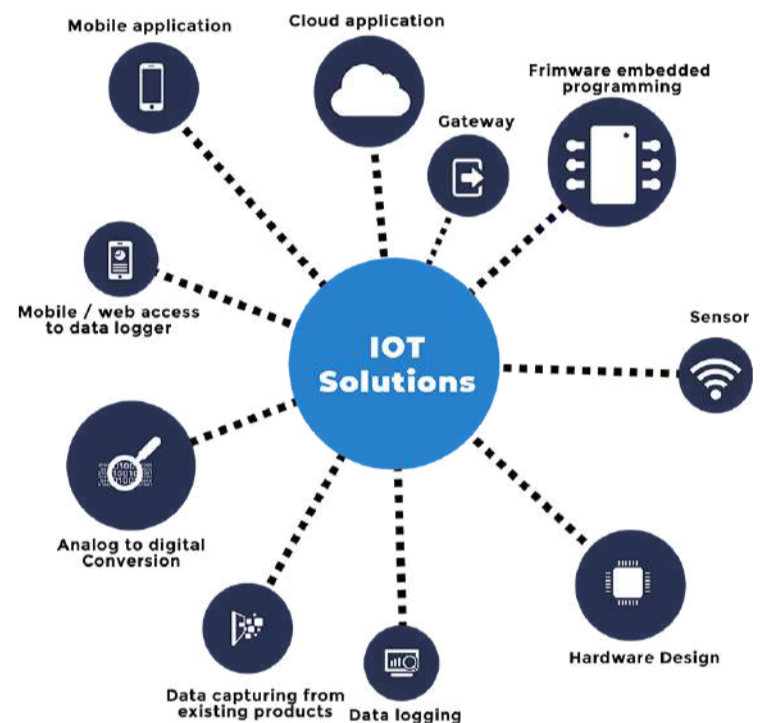 Mobile application
Cloud application
Frimware embedded
programming
Gateway
Mobile / web access
to data logger
IOT
Solutions
Sensor
Analog to digital
Conversion
Hardware Design
Data capturing from
existing products
Data logging